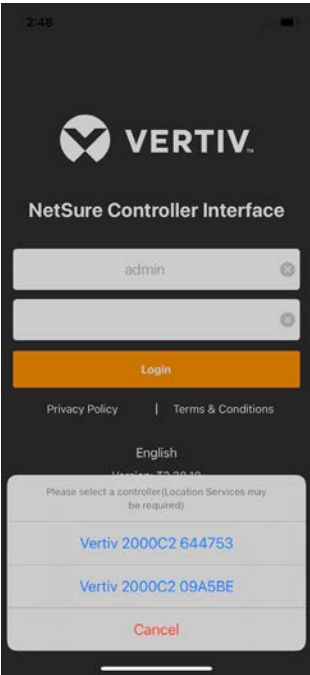 2:48
VERTIV™
NetSure Controller Interface
admin
Login
Privacy Policy | Terms & Conditions
English
Please select a controller(Location Services may
be required)
Vertiv 2000C2 644753
Vertiv 2000C2 09A5BE
Cancel